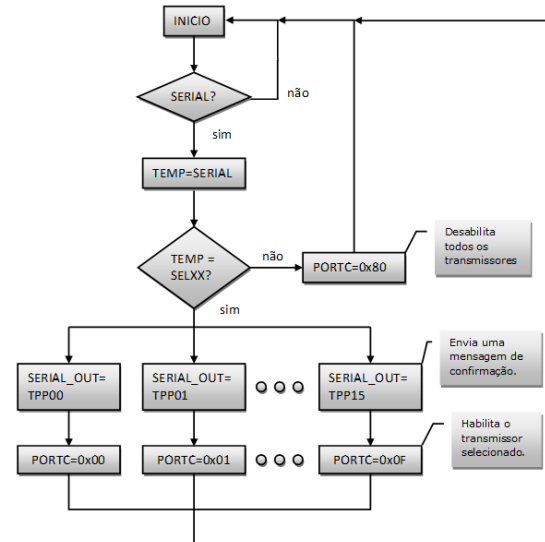 INICIO
SERIAL?
não
sim
TEMP=SERIAL
TEMP =
SELXX?
não
sim
PORTC=0x80
Desabilita
todos os
transmissores
SERIAL_OUT=
TPP00
SERIAL_OUT=
TPP01
SERIAL_OUT=
TPP15
Envia uma
mensagem de
confirmação.
PORTC=0x00
PORTC=0x01
PORTC=0x0F
Habilita o
transmissor
selecionado.